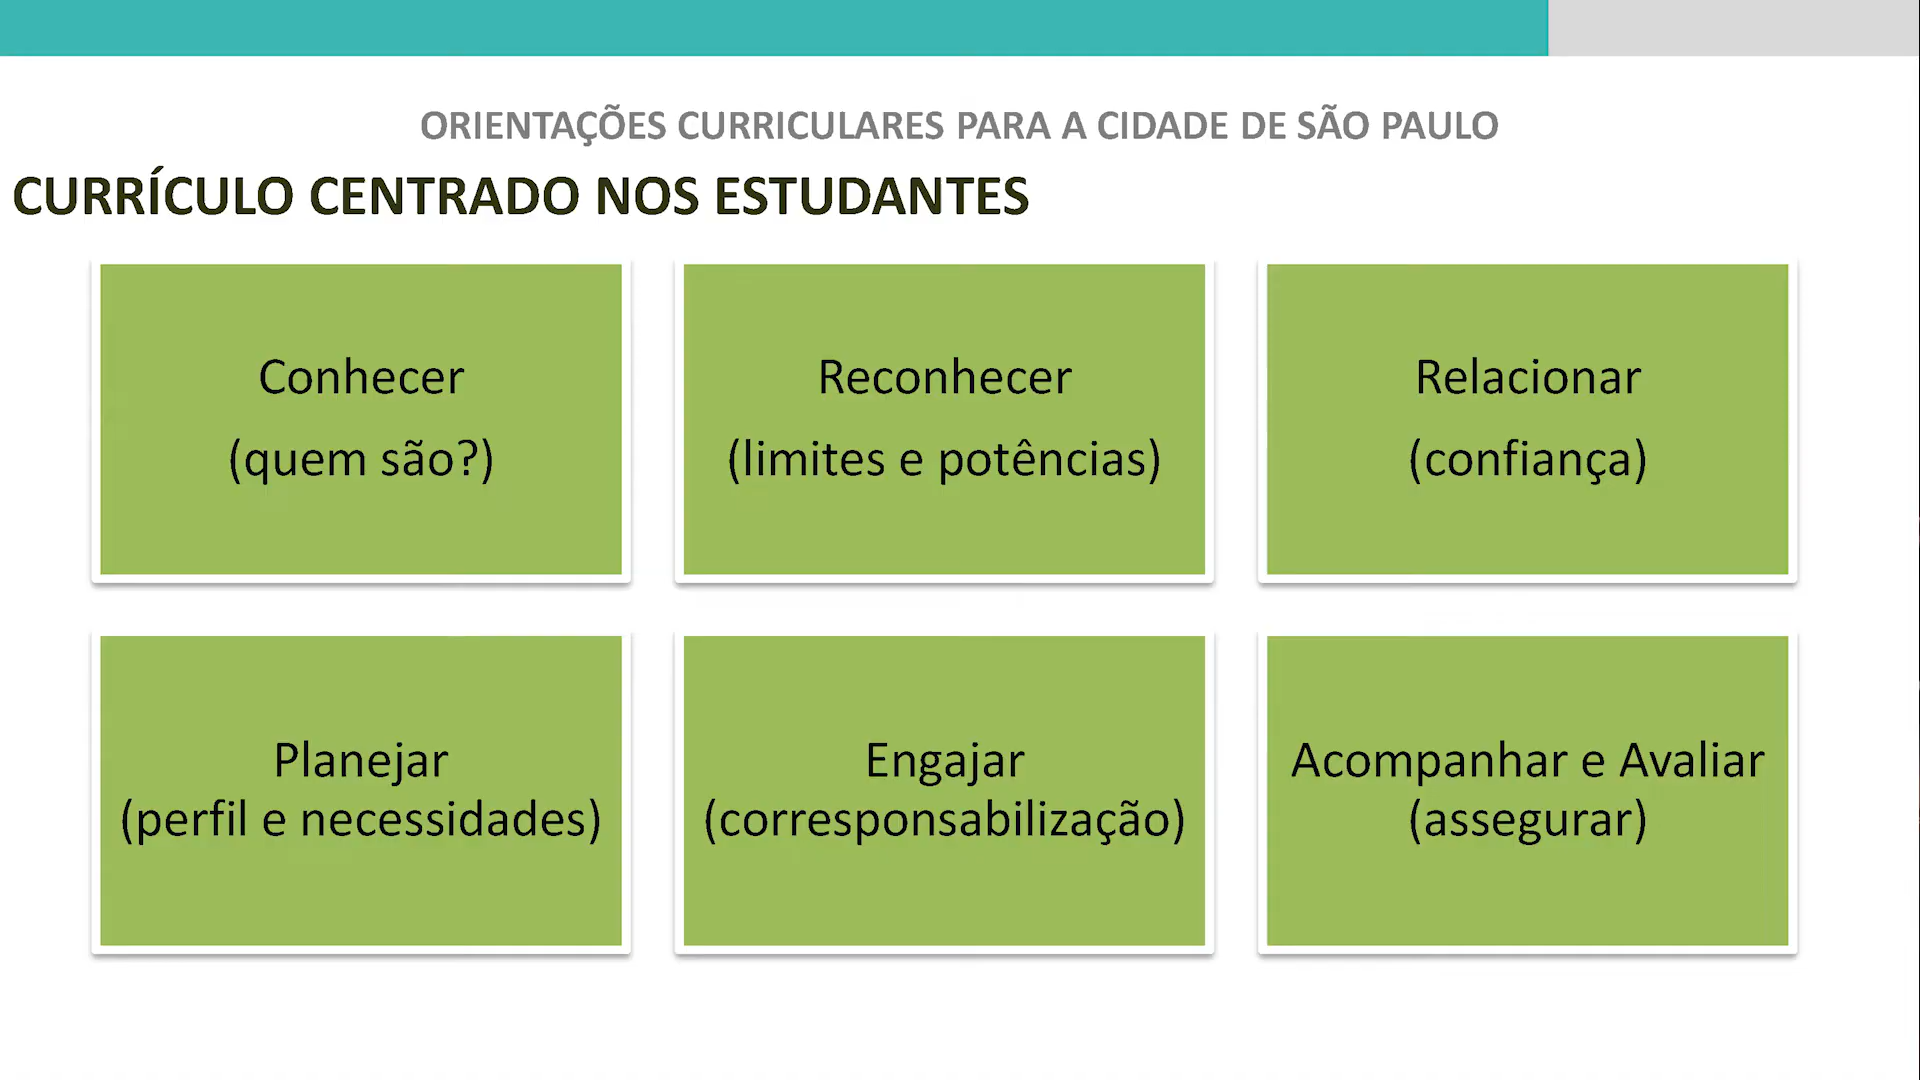 ORIENTAÇÕES CURRICULARES PARA A CIDADE DE SÃO PAULO
CURRÍCULO CENTRADO NOS ESTUDANTES
Conhecer
(quem são?)
Reconhecer
(limites e potências)
Relacionar
(confiança)
Planejar
(perfil e necessidades)
Engajar
(corresponsabilização)
Acompanhar e Avaliar
(assegurar)